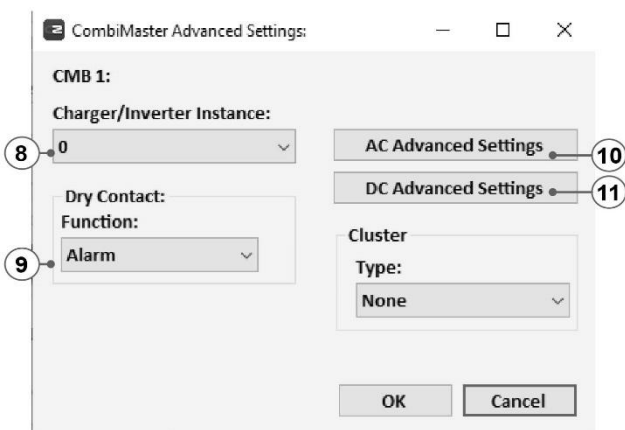 CombiMaster Advanced Settings:
CMB 1:
Charger/Inverter Instance:
8
0
AC Advanced Settings
10
DC Advanced Settings
11
Dry Contact:
Function:
9
Alarm
Cluster
Type:
None
OK
Cancel